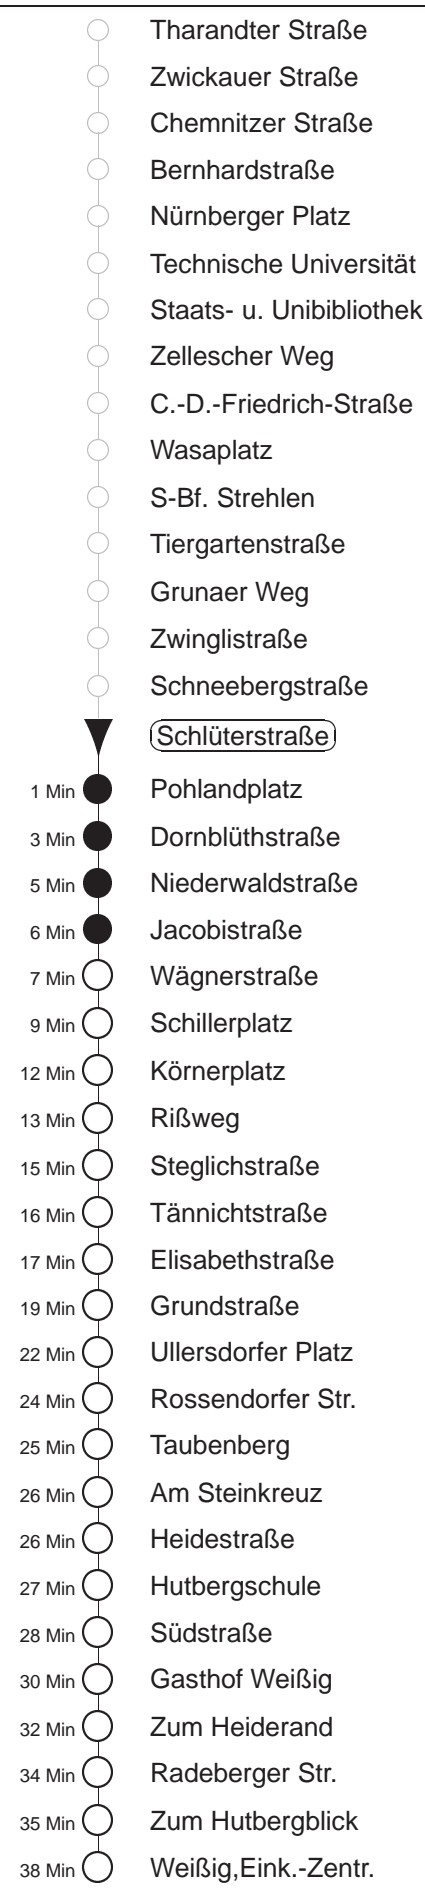 Tharandter Straße
Zwickauer Straße
Chemnitzer Straße
Bernhardstraße
Nürnberger Platz
Technische Universität
Staats- u. Unibibliothek
Zellescher Weg
C.-D.-Friedrich-Straße
Wasaplatz
S-Bf. Strehlen
Tiergartenstraße
Grunaer Weg
Zwinglistraße
Schneebergstraße
Schlüterstraße
1 Min Pohlandplatz
3 Min Dornblüthstraße
5 Min Niederwaldstraße
6 Min Jacobistraße
7 Min Wägnerstraße
9 Min Schillerplatz
12 Min Körnerplatz
13 Min Rißweg
15 Min Steglichstraße
16 Min Tännichtstraße
17 Min Elisabethstraße
19 Min Grundstraße
22 Min Ullersdorfer Platz
24 Min Rossendorfer Str.
25 Min Taubenberg
26 Min Am Steinkreuz
26 Min Heidestraße
27 Min Hutbergschule
28 Min Südstraße
30 Min Gasthof Weißig
32 Min Zum Heiderand
34 Min Radeberger Str.
35 Min Zum Hutbergblick
38 Min Weißig,Eink.-Zentr.